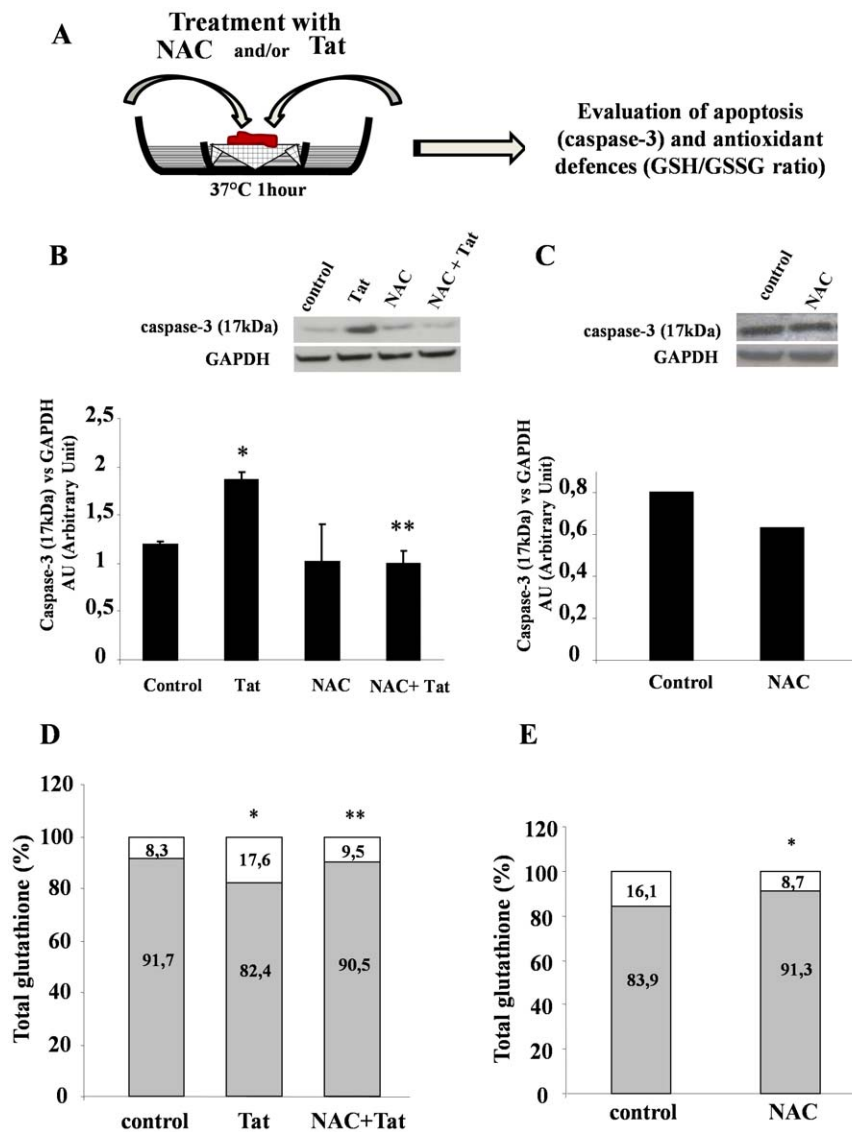 A
Treatment with
NAC and/or Tat
37°C 1hour
Evaluation of apoptosis
(caspase-3) and antioxidant
defences (GSH/GSSG ratio)
B
control
Tat
NAC
NAC + Tat
caspase-3 (17kDa)
GAPDH
Caspase-3 (17kDa) vs GAPDH
AU (Arbitrary Unit)
2,5
2
1,5
1
0,5
0
*
**
Control Tat NAC NAC+ Tat
C
control
NAC
caspase-3 (17kDa)
GAPDH
Caspase-3 (17kDa) vs GAPDH
AU (Arbitrary Unit)
0,8
0,6
0,4
0,2
0
Control NAC
D
Total glutathione (%)
120
100
80
60
40
20
0
* **
8,3 17,6 9,5
91,7 82,4 90,5
control Tat NAC+Tat
E
Total glutathione (%)
120
100
80
60
40
20
0
*
16,1 8,7
83,9 91,3
control NAC